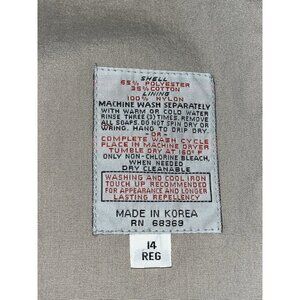 SHELL
65% POLYESTER
35% COTTON
LINING
100% NYLON
MACHINE WASH SEPARATELY
WITH WARM OR COLD WATER
RINSE THREE (3) TIMES. REMOVE
ALL SOAPS. DO NOT SPIN DRY OR
WRING. HANG TO DRIP DRY.
OR:
COMPLETE WASH CYCLE
PLACE IN MACHINE DRYER
TUMBLE DRY AT 160° F
ONLY NON-CHLORINE BLEACH,
WHEN NEEDED
DRY CLEANABLE
WASHING AND COOL IRON
TOUCH UP RECOMMENDED
FOR APPEARANCE AND LONGER
LASTING REPELLENCY
MADE IN KOREA
RN 68369
14
REG